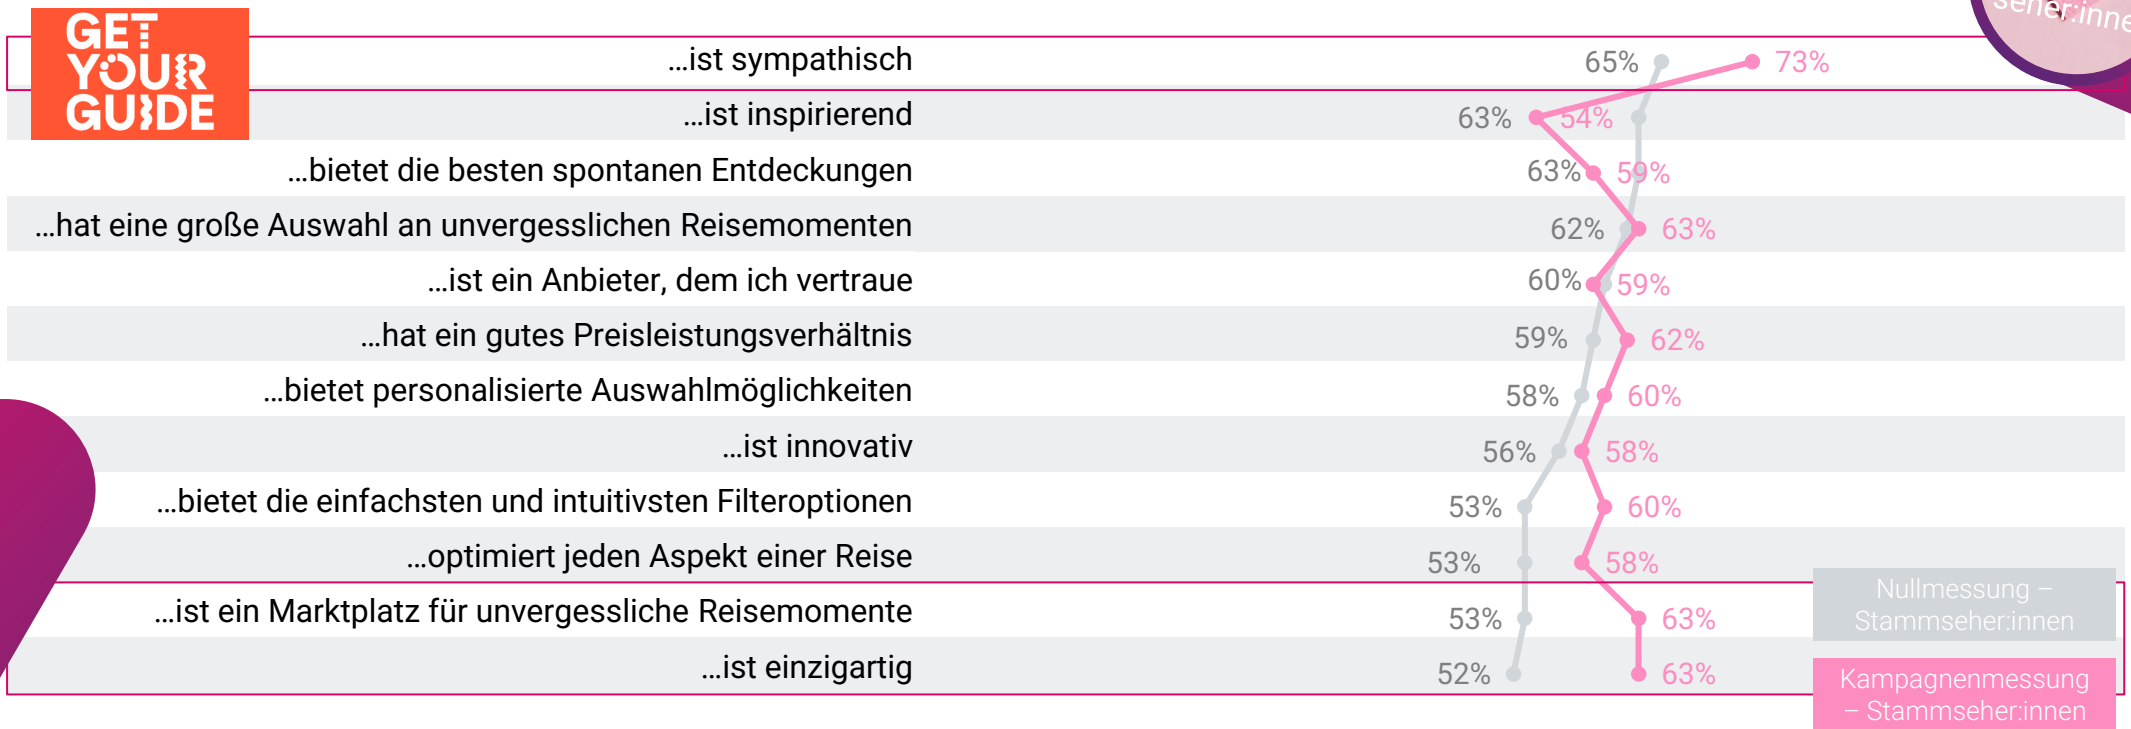 GET
YOUR
GUIDE
...ist sympathisch 65% 73%
...ist inspirierend 63% 54%
...bietet die besten spontanen Entdeckungen 63% 59%
...hat eine große Auswahl an unvergesslichen Reisemomenten 62% 63%
...ist ein Anbieter, dem ich vertraue 60% 59%
...hat ein gutes Preisleistungsverhältnis 59% 62%
...bietet personalisierte Auswahlmöglichkeiten 58% 60%
...ist innovativ 56% 58%
...bietet die einfachsten und intuitivsten Filteroptionen 53% 60%
...optimiert jeden Aspekt einer Reise 53% 58%
...ist ein Marktplatz für unvergessliche Reisemomente 53% 63%
...ist einzigartig 52% 63%
Nullmessung –
Stammseher:innen
Kampagnenmessung
– Stammseher:innen